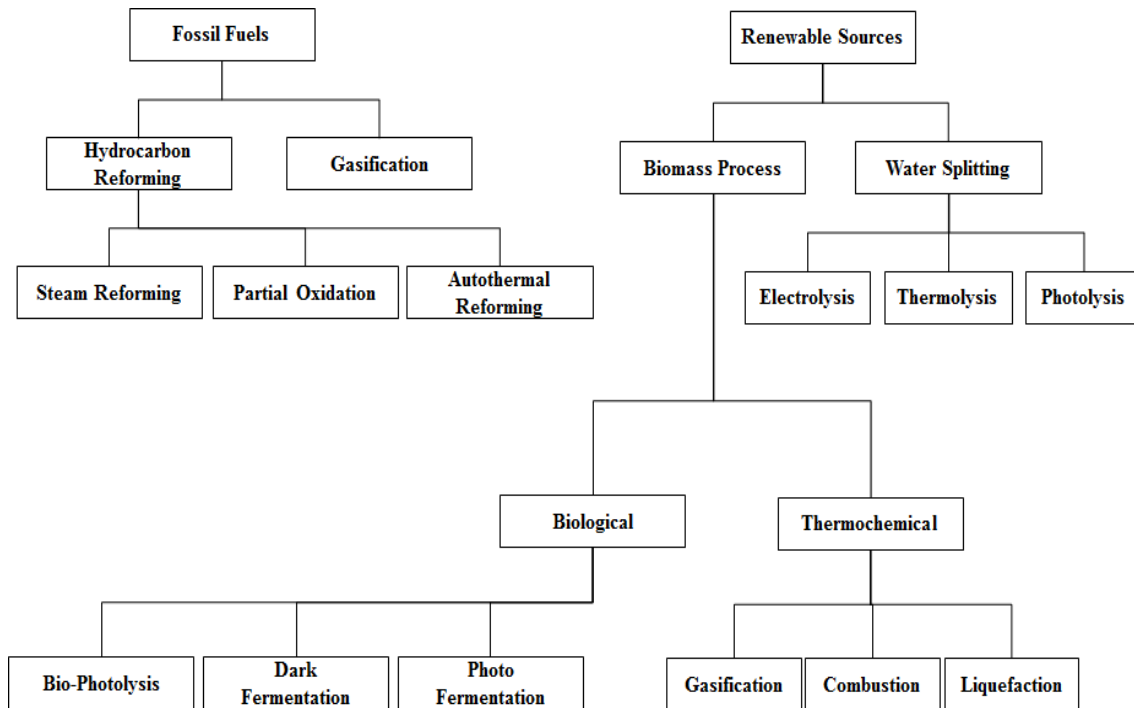 Fossil Fuels
Renewable Sources
Hydrocarbon
Reforming
Gasification
Biomass Process
Water Splitting
Steam Reforming
Partial Oxidation
Autothermal
Reforming
Electrolysis
Thermolysis
Photolysis
Biological
Thermochemical
Bio-Photolysis
Dark
Fermentation
Photo
Fermentation
Gasification
Combustion
Liquefaction